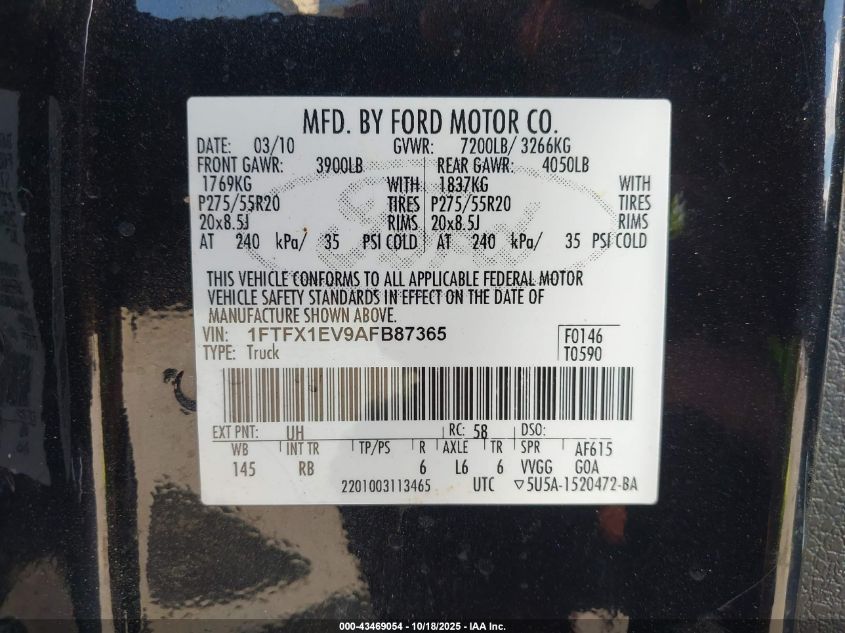 MFD. BY FORD MOTOR CO.
DATE: 03/10 GVWR: 7200LB/ 3266KG
FRONT GAWR: 3900LB REAR GAWR: 4050LB
1769KG WITH 1837KG WITH
P275/55R20 TIRES P275/55R20 TIRES
20x8.5J RIMS 20x8.5J RIMS
AT 240 kPa/ 35 PSI COLD AT 240 kPa/ 35 PSI COLD
THIS VEHICLE CONFORMS TO ALL APPLICABLE FEDERAL MOTOR
VEHICLE SAFETY STANDARDS IN EFFECT ON THE DATE OF
MANUFACTURE SHOWN ABOVE.
VIN: 1FTFX1EV9AFB87365 F0146
TYPE: Truck T0590
EXT PNT: UH RC: 58 DSO:
WB INT TR TP/PS R AXLE TR SPR AF615
145 RB 6 L6 6 VVGG GOA
2201003113465 UTC ▽5U5A-1520472-BA
000-43469054 - 10/18/2025 - IAA Inc.